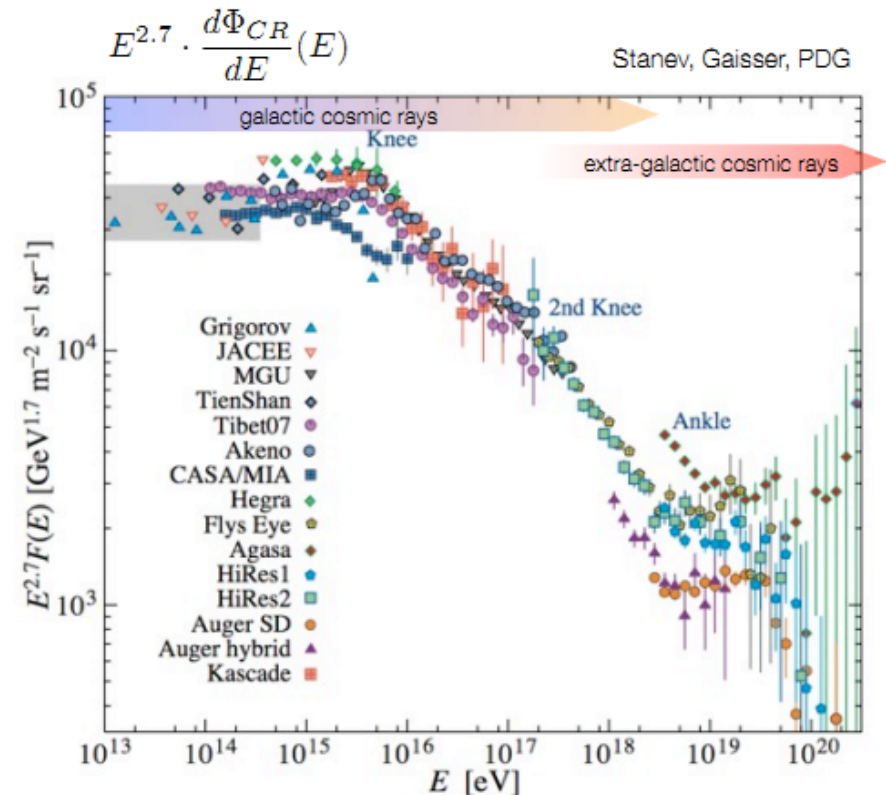 E^{2.7} · dΦ_{CR}/dE (E)
Stanev, Gaisser, PDG
10^5
galactic cosmic rays
Knee
extra-galactic cosmic rays
E^{2.7}F(E) [GeV^{1.7} m^{−2} s^{−1} sr^{−1}]
2nd Knee
Grigorov
JACEE
MGU
TienShan
Tibet07
Akeno
CASA/MIA
Hegra
Flys Eye
Agasa
HiRes1
HiRes2
Auger SD
Auger hybrid
Kascade
10^4
Ankle
10^3
10^{13} 10^{14} 10^{15} 10^{16} 10^{17} 10^{18} 10^{19} 10^{20}
E [eV]